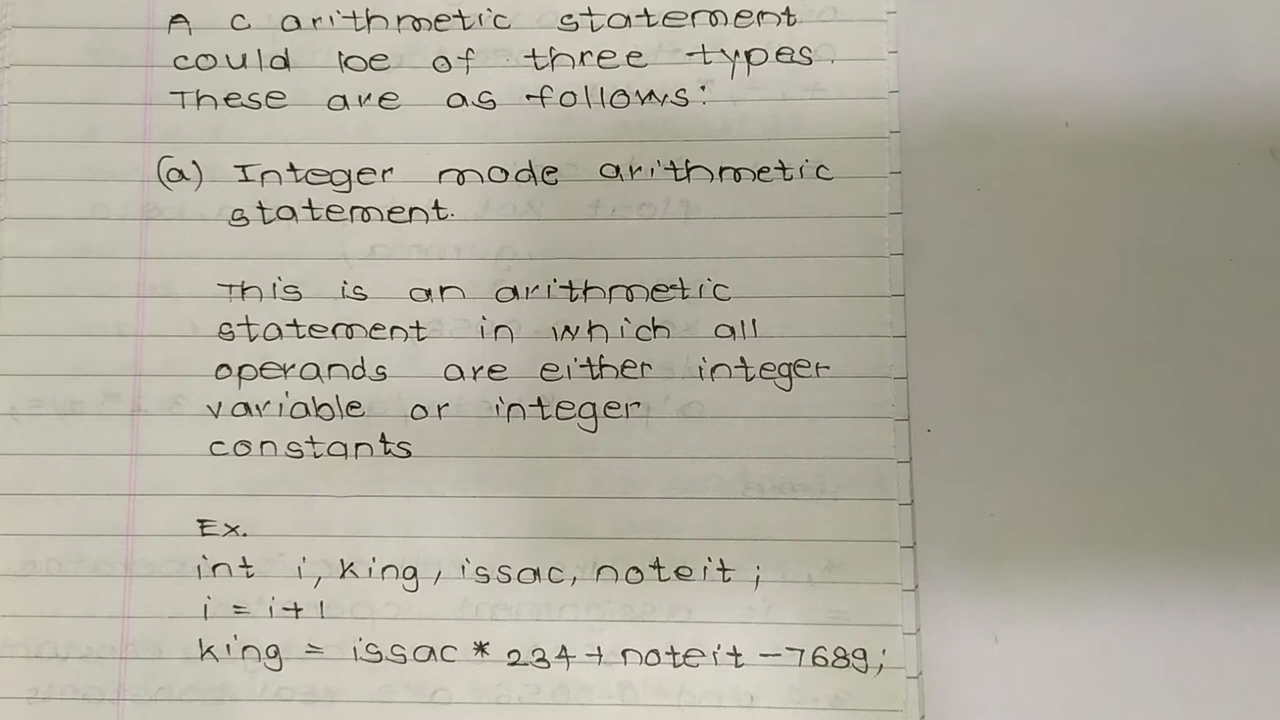 A c arithmetic statement
could be of three types.
These are as follows:
(a) Integer mode arithmetic
statement.
This is an arithmetic
statement in which all
operands are either integer
variable or integer
constants
Ex.
int i, king, issac, noteit;
i = i+1
king = issac * 234 + noteit - 7689;